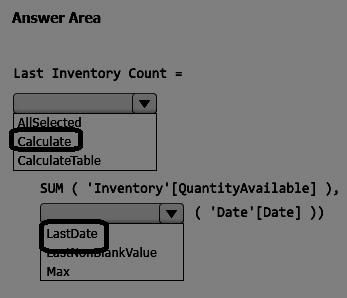 Answer Area
Last Inventory Count =
AllSelected
Calculate
CalculateTable
SUM ( 'Inventory'[QuantityAvailable] ),
( 'Date'[Date] ))
LastDate
LastNonBlankValue
Max